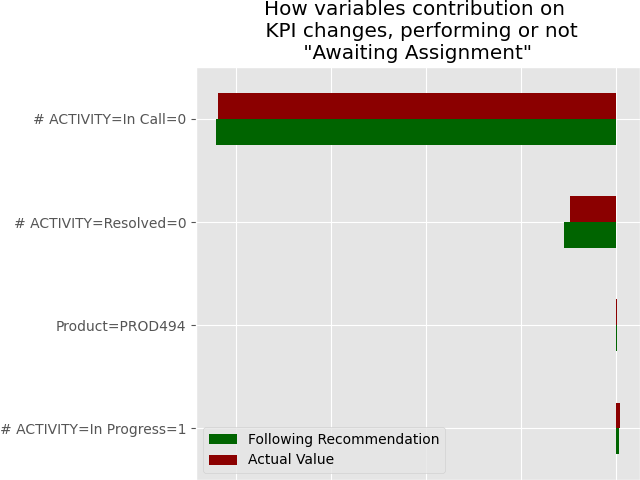 How variables contribution on
KPI changes, performing or not
"Awaiting Assignment"
# ACTIVITY=In Call=0
# ACTIVITY=Resolved=0
Product=PROD494
# ACTIVITY=In Progress=1
Following Recommendation
Actual Value